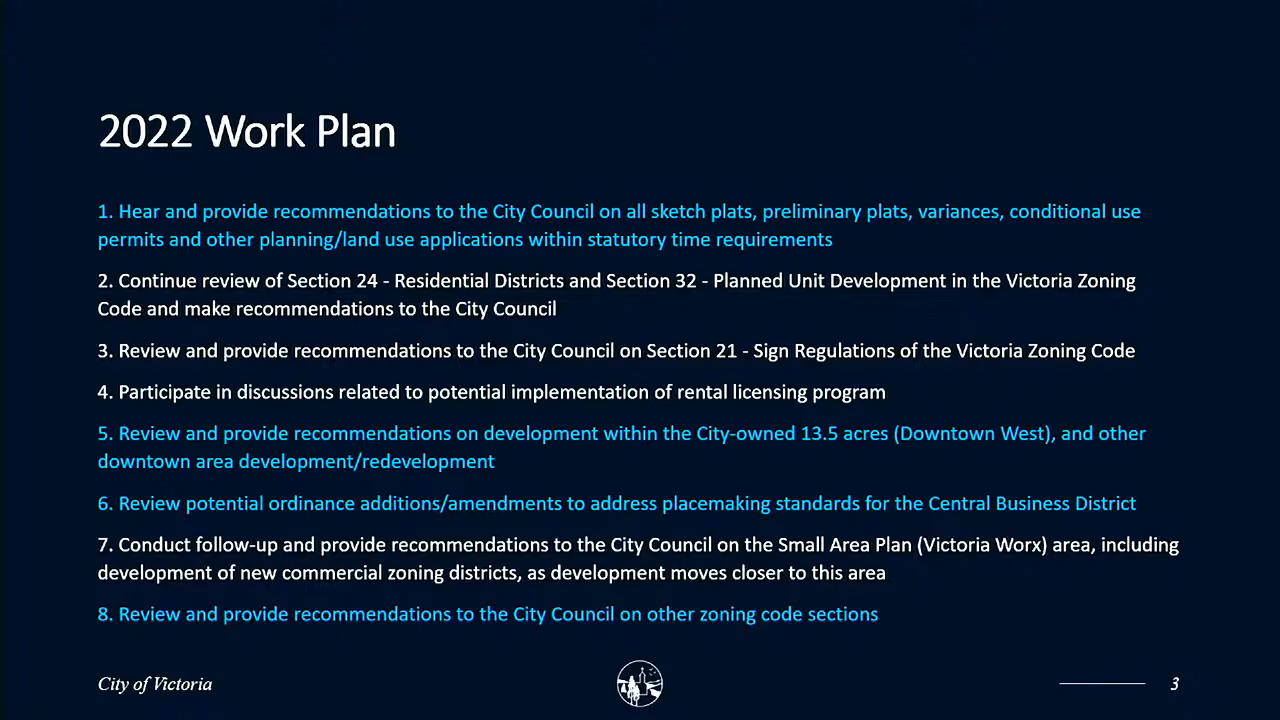 2022 Work Plan
1. Hear and provide recommendations to the City Council on all sketch plats, preliminary plats, variances, conditional use
permits and other planning/land use applications within statutory time requirements
2. Continue review of Section 24 - Residential Districts and Section 32 - Planned Unit Development in the Victoria Zoning
Code and make recommendations to the City Council
3. Review and provide recommendations to the City Council on Section 21 - Sign Regulations of the Victoria Zoning Code
4. Participate in discussions related to potential implementation of rental licensing program
5. Review and provide recommendations on development within the City-owned 13.5 acres (Downtown West), and other
downtown area development/redevelopment
6. Review potential ordinance additions/amendments to address placemaking standards for the Central Business District
7. Conduct follow-up and provide recommendations to the City Council on the Small Area Plan (Victoria Worx) area, including
development of new commercial zoning districts, as development moves closer to this area
8. Review and provide recommendations to the City Council on other zoning code sections
City of Victoria
3